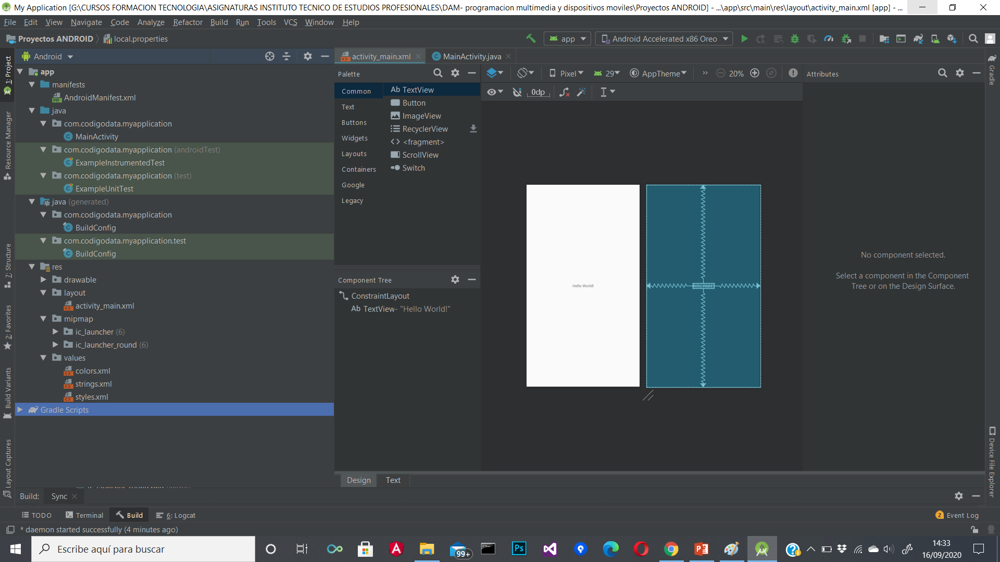 My Application [G:\CURSOS FORMACION TECNOLOGIA\ASIGNATURAS INSTITUTO TECNICO DE ESTUDIOS PROFESIONALES\DAM- programacion multimedia y dispositivos moviles\Proyectos ANDROID] - ...\app\src\main\res\layout\activity_main.xml [app] - ...
File Edit View Navigate Code Analyze Refactor Build Run Tools VCS Window Help
Proyectos ANDROID local.properties
app
Android Accelerated x86 Oreo
Android
activity_main.xml
MainActivity.java
1: Project
Resource Manager
7: Structure
2: Favorites
Build Variants
Layout Captures
app
manifests
AndroidManifest.xml
java
com.codigodata.myapplication
MainActivity
com.codigodata.myapplication (androidTest)
ExampleInstrumentedTest
com.codigodata.myapplication (test)
ExampleUnitTest
java (generated)
com.codigodata.myapplication
BuildConfig
com.codigodata.myapplication.test
BuildConfig
res
drawable
layout
activity_main.xml
mipmap
ic_launcher (6)
ic_launcher_round (6)
values
colors.xml
strings.xml
styles.xml
Gradle Scripts
Palette
Common
Text
Buttons
Widgets
Layouts
Containers
Google
Legacy
Ab TextView
Button
ImageView
RecyclerView
<fragment>
ScrollView
Switch
Component Tree
ConstraintLayout
Ab TextView- "Hello World!"
Pixel
29
AppTheme
20%
0dp
Hello World!
Hello World!
Attributes
No component selected.
Select a component in the Component
Tree or on the Design Surface.
Gradle
Device File Explorer
Design Text
Build: Sync
TODO Terminal Build 6: Logcat
2 Event Log
* daemon started successfully (4 minutes ago)
Escribe aquí para buscar
99+
Ps
14:33
16/09/2020